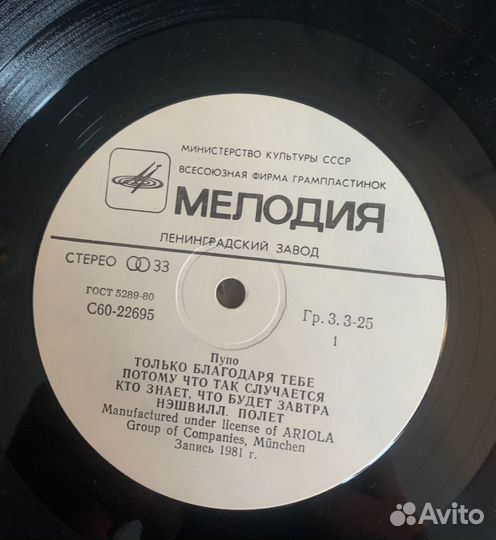 МИНИСТЕРСТВО КУЛЬТУРЫ СССР
ВСЕСОЮЗНАЯ ФИРМА ГРАМПЛАСТИНОК
МЕЛОДИЯ
ЛЕНИНГРАДСКИЙ ЗАВОД
СТЕРЕО 33
ГОСТ 5289-80
С60-22695
Гр. 3. 3-25
1
Пупо
ТОЛЬКО БЛАГОДАРЯ ТЕБЕ
ПОТОМУ ЧТО ТАК СЛУЧАЕТСЯ
КТО ЗНАЕТ, ЧТО БУДЕТ ЗАВТРА
НЭШВИЛЛ. ПОЛЕТ
Manufactured under license of ARIOLA
Group of Companies, München
Запись 1981 г.
Avito